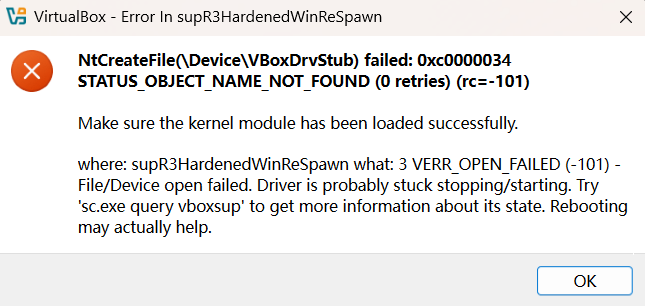 VirtualBox - Error In supR3HardenedWinReSpawn
NtCreateFile(\Device\VBoxDrvStub) failed: 0xc0000034
STATUS_OBJECT_NAME_NOT_FOUND (0 retries) (rc=-101)
Make sure the kernel module has been loaded successfully.
where: supR3HardenedWinReSpawn what: 3 VERR_OPEN_FAILED (-101) -
File/Device open failed. Driver is probably stuck stopping/starting. Try
'sc.exe query vboxsup' to get more information about its state. Rebooting
may actually help.
OK